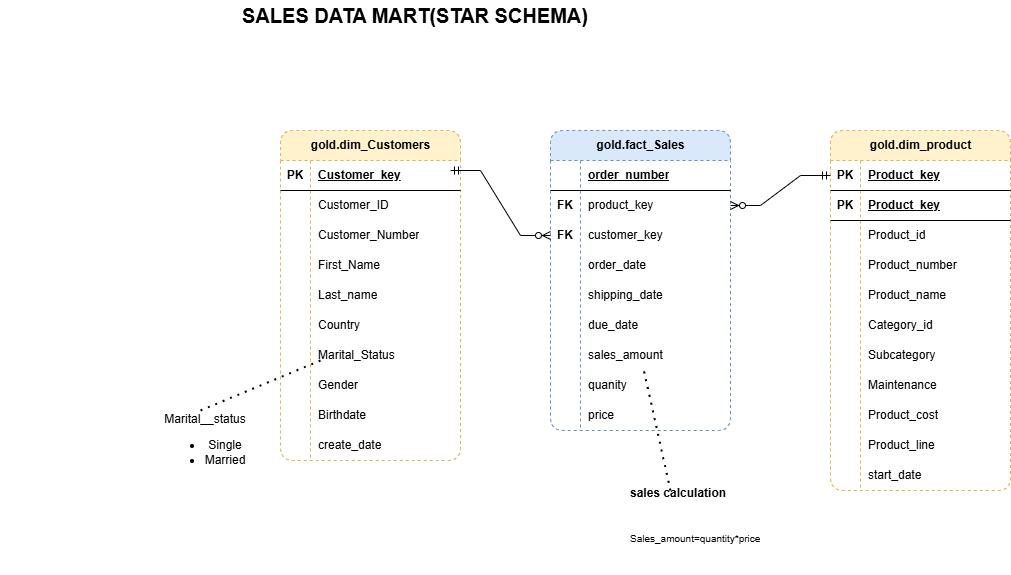 SALES DATA MART(STAR SCHEMA)
gold.dim_Customers
PK Customer_key
Customer_ID
Customer_Number
First_Name
Last_name
Country
Marital_Status
Gender
Birthdate
create_date
Marital__status
• Single
• Married
gold.fact_Sales
order_number
FK product_key
FK customer_key
order_date
shipping_date
due_date
sales_amount
quanity
price
sales calculation
Sales_amount=quantity*price
gold.dim_product
PK Product_key
PK Product_key
Product_id
Product_number
Product_name
Category_id
Subcategory
Maintenance
Product_cost
Product_line
start_date